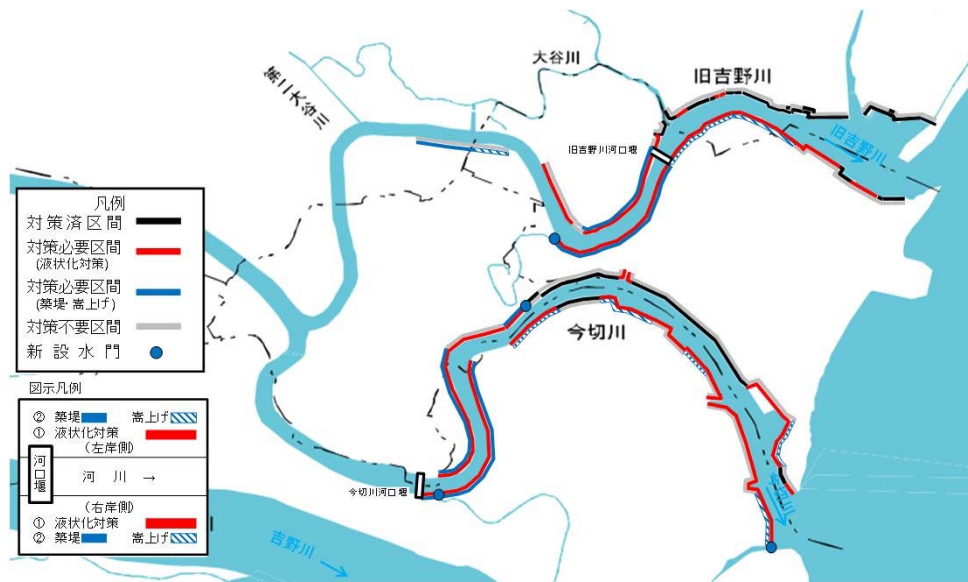 大谷川
旧吉野川
第二大谷川
旧吉野川河口堰
旧吉野川
凡例
対策済区間
対策必要区間
(液状化対策)
対策必要区間
(築堤・嵩上げ)
対策不要区間
新設水門
今切川
図示凡例
② 築堤 嵩上げ
① 液状化対策
(左岸側)
河口堰
河川 →
(右岸側)
① 液状化対策
② 築堤 嵩上げ
今切川河口堰
今切川
吉野川